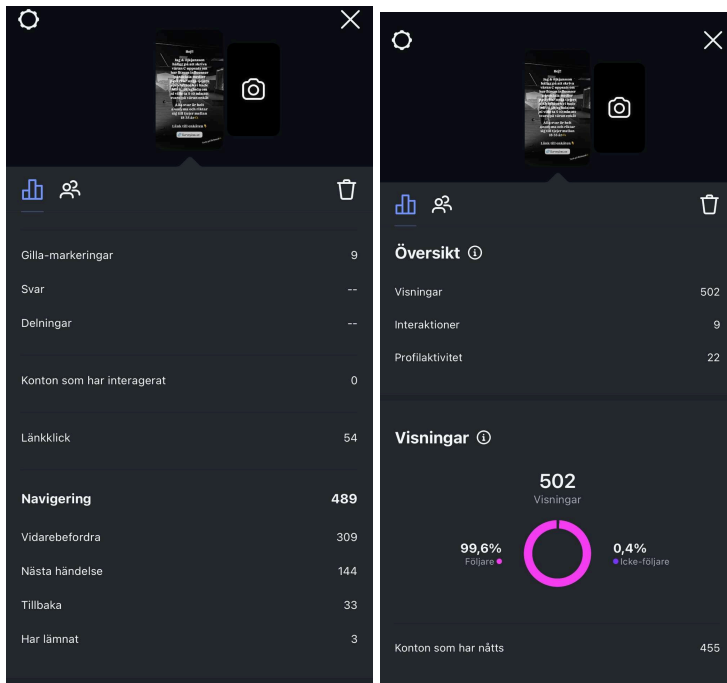 Hej!!
Gilla-markeringar 9
Svar --
Delningar --
Konton som har interagerat 0
Länkklick 54
Navigering 489
Vidarebefordra 309
Nästa händelse 144
Tillbaka 33
Har lämnat 3
Hej!!
Översikt
Visningar 502
Interaktioner 9
Profilaktivitet 22
Visningar
502
Visningar
99,6%
Följare
0,4%
Icke-följare
Konton som har nåtts 455